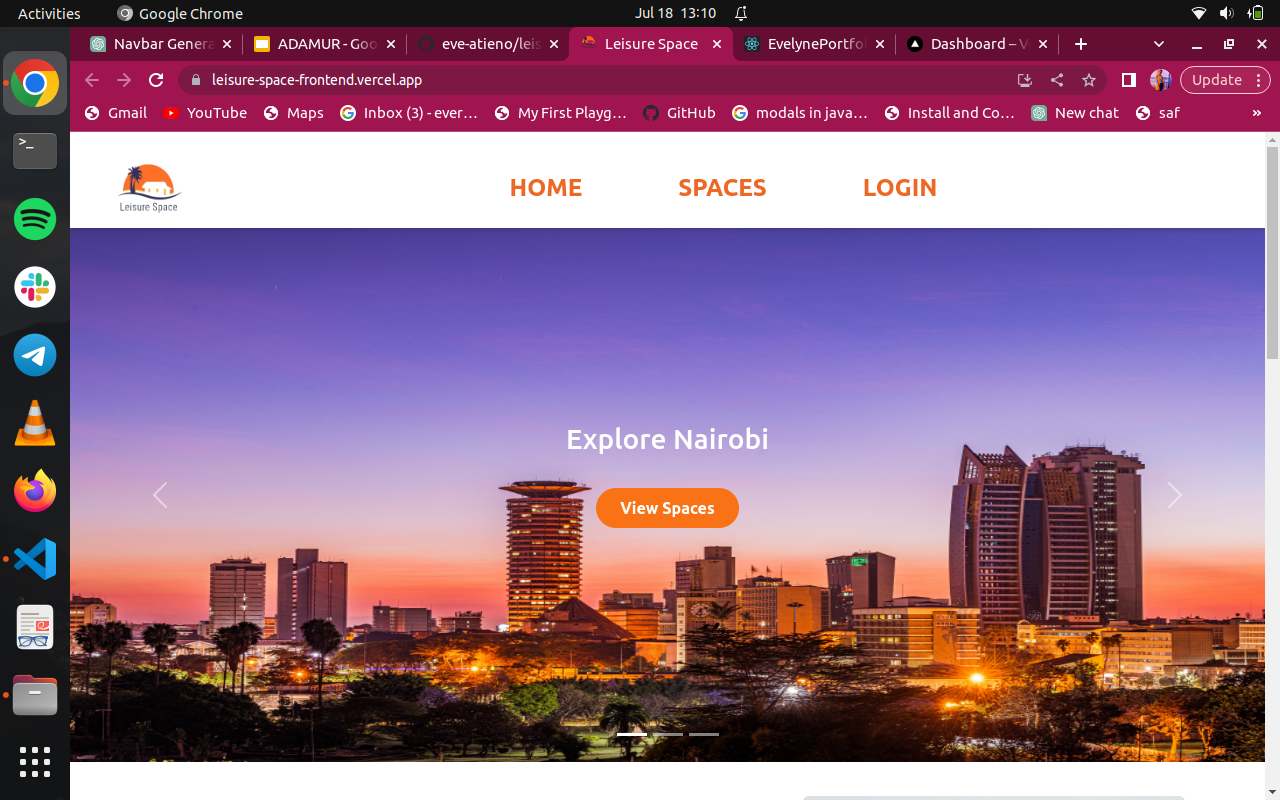 Activities
Google Chrome
Jul 18 13:10
Navbar Genera
ADAMUR - Goo
eve-atieno/leis
Leisure Space
EvelynePortfo
Dashboard – V
leisure-space-frontend.vercel.app
Update
Gmail
YouTube
Maps
Inbox (3) - ever…
My First Playg…
GitHub
modals in java…
Install and Co…
New chat
saf
»
>_
Leisure Space
HOME
SPACES
LOGIN
Explore Nairobi
View Spaces